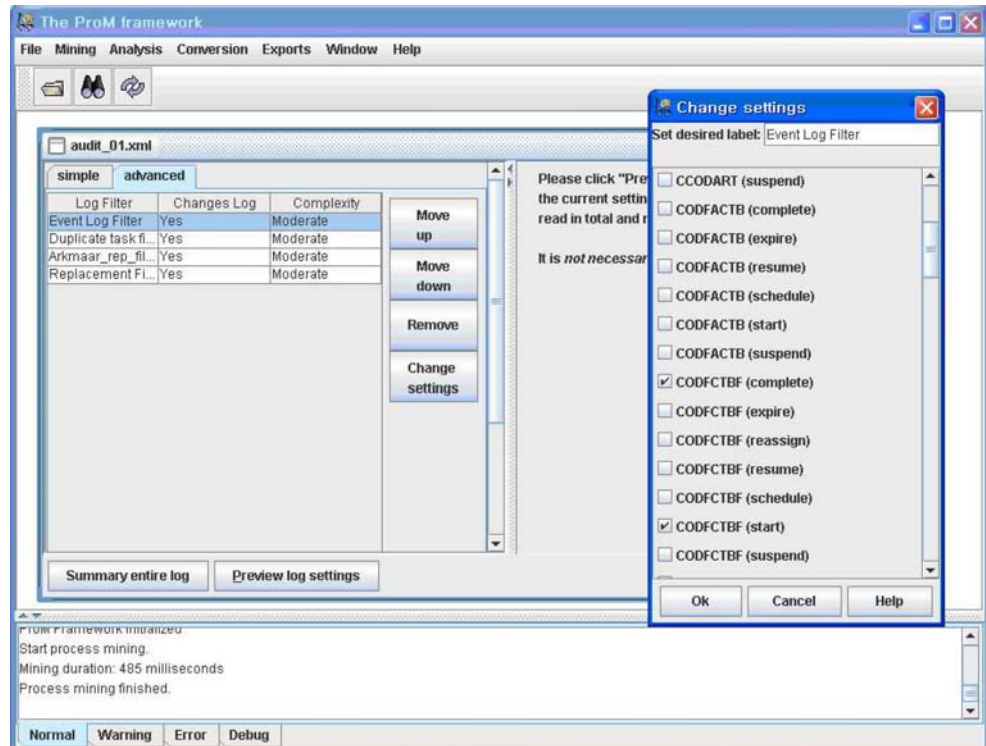 The ProM framework
File Mining Analysis Conversion Exports Window Help
audit_01.xml
simple advanced
Log Filter Changes Log Complexity
Event Log Filter Yes Moderate
Duplicate task fi... Yes Moderate
Arkmaar_rep_fil... Yes Moderate
Replacement Fi... Yes Moderate
Move
up
Move
down
Remove
Change
settings
Please click "Pre
the current settin
read in total and r
It is not necessar
Summary entire log Preview log settings
Change settings
Set desired label: Event Log Filter
CCODART (suspend)
CODFACTB (complete)
CODFACTB (expire)
CODFACTB (resume)
CODFACTB (schedule)
CODFACTB (start)
CODFACTB (suspend)
CODFCTBF (complete)
CODFCTBF (expire)
CODFCTBF (reassign)
CODFCTBF (resume)
CODFCTBF (schedule)
CODFCTBF (start)
CODFCTBF (suspend)
Ok Cancel Help
ProM Framework initialized
Start process mining.
Mining duration: 485 milliseconds
Process mining finished.
Normal Warning Error Debug